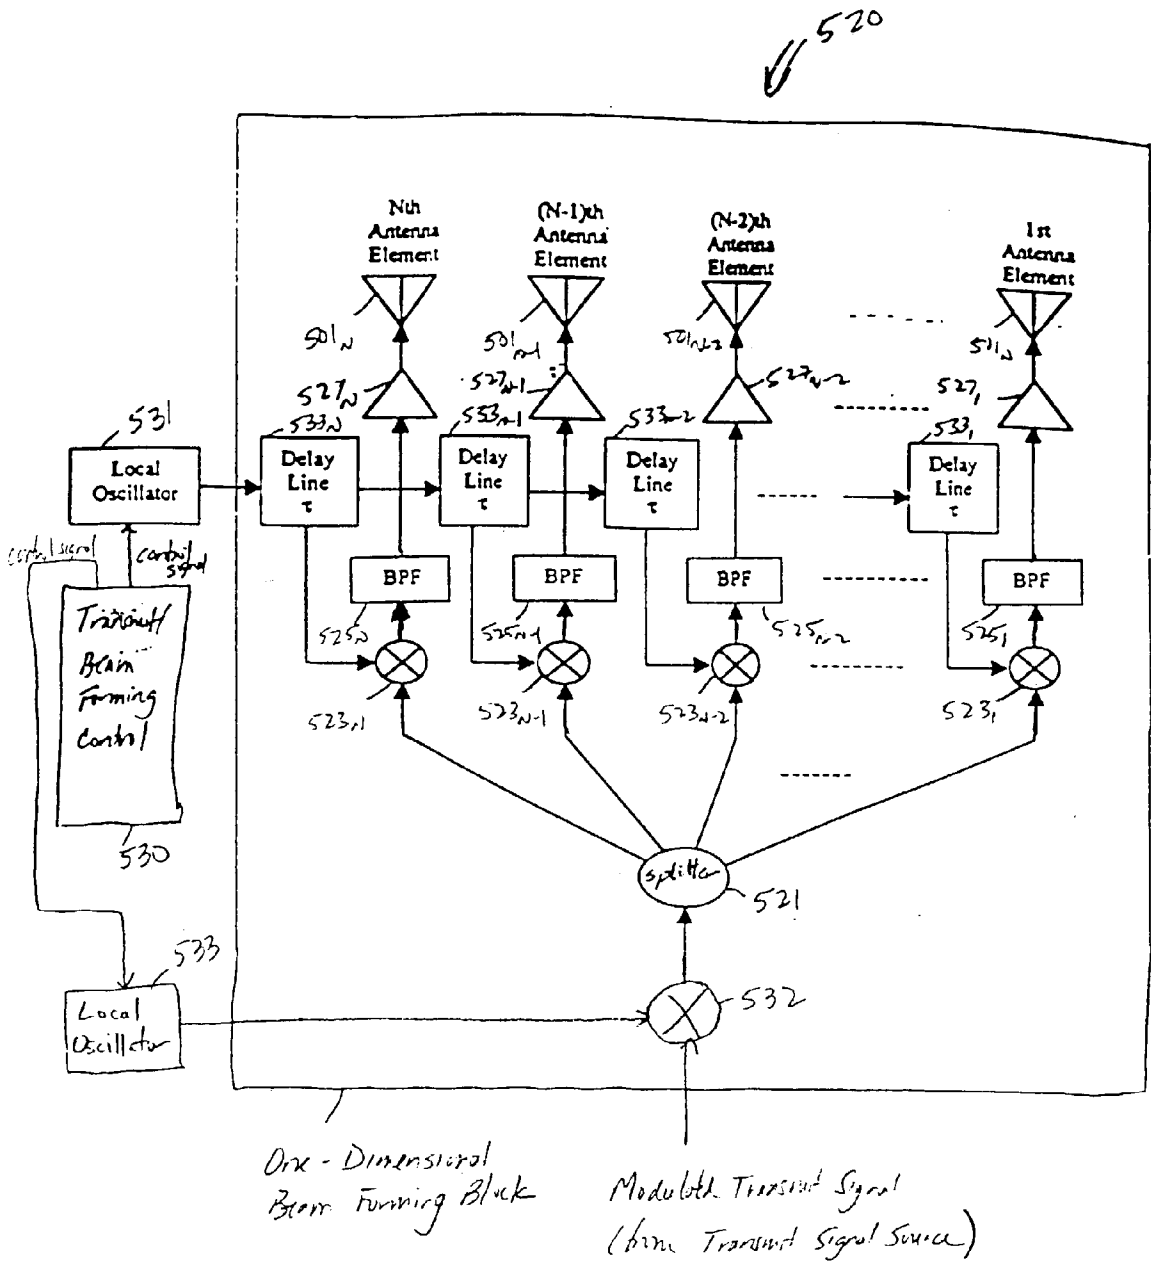 520
Nth
Antenna
Element
(N-1)th
Antenna
Element
(N-2)th
Antenna
Element
1st
Antenna
Element
501N
501N-1
501N-2
501N
527N
527N-1
527N-2
5271
531
533N
533N-1
533N-2
5331
Local
Oscillator
Delay
Line
τ
Delay
Line
τ
Delay
Line
τ
Delay
Line
τ
control signal
control
signal
BPF
BPF
BPF
BPF
525N
525N-1
525N-2
5251
Transmit
Beam
Forming
Control
523N-1
523N-1
523N-2
5231
530
splitter
521
533
Local
Oscillator
532
One-Dimensional
Beam Forming Block
Modulated Transmit Signal
(from Transmit Signal Source)